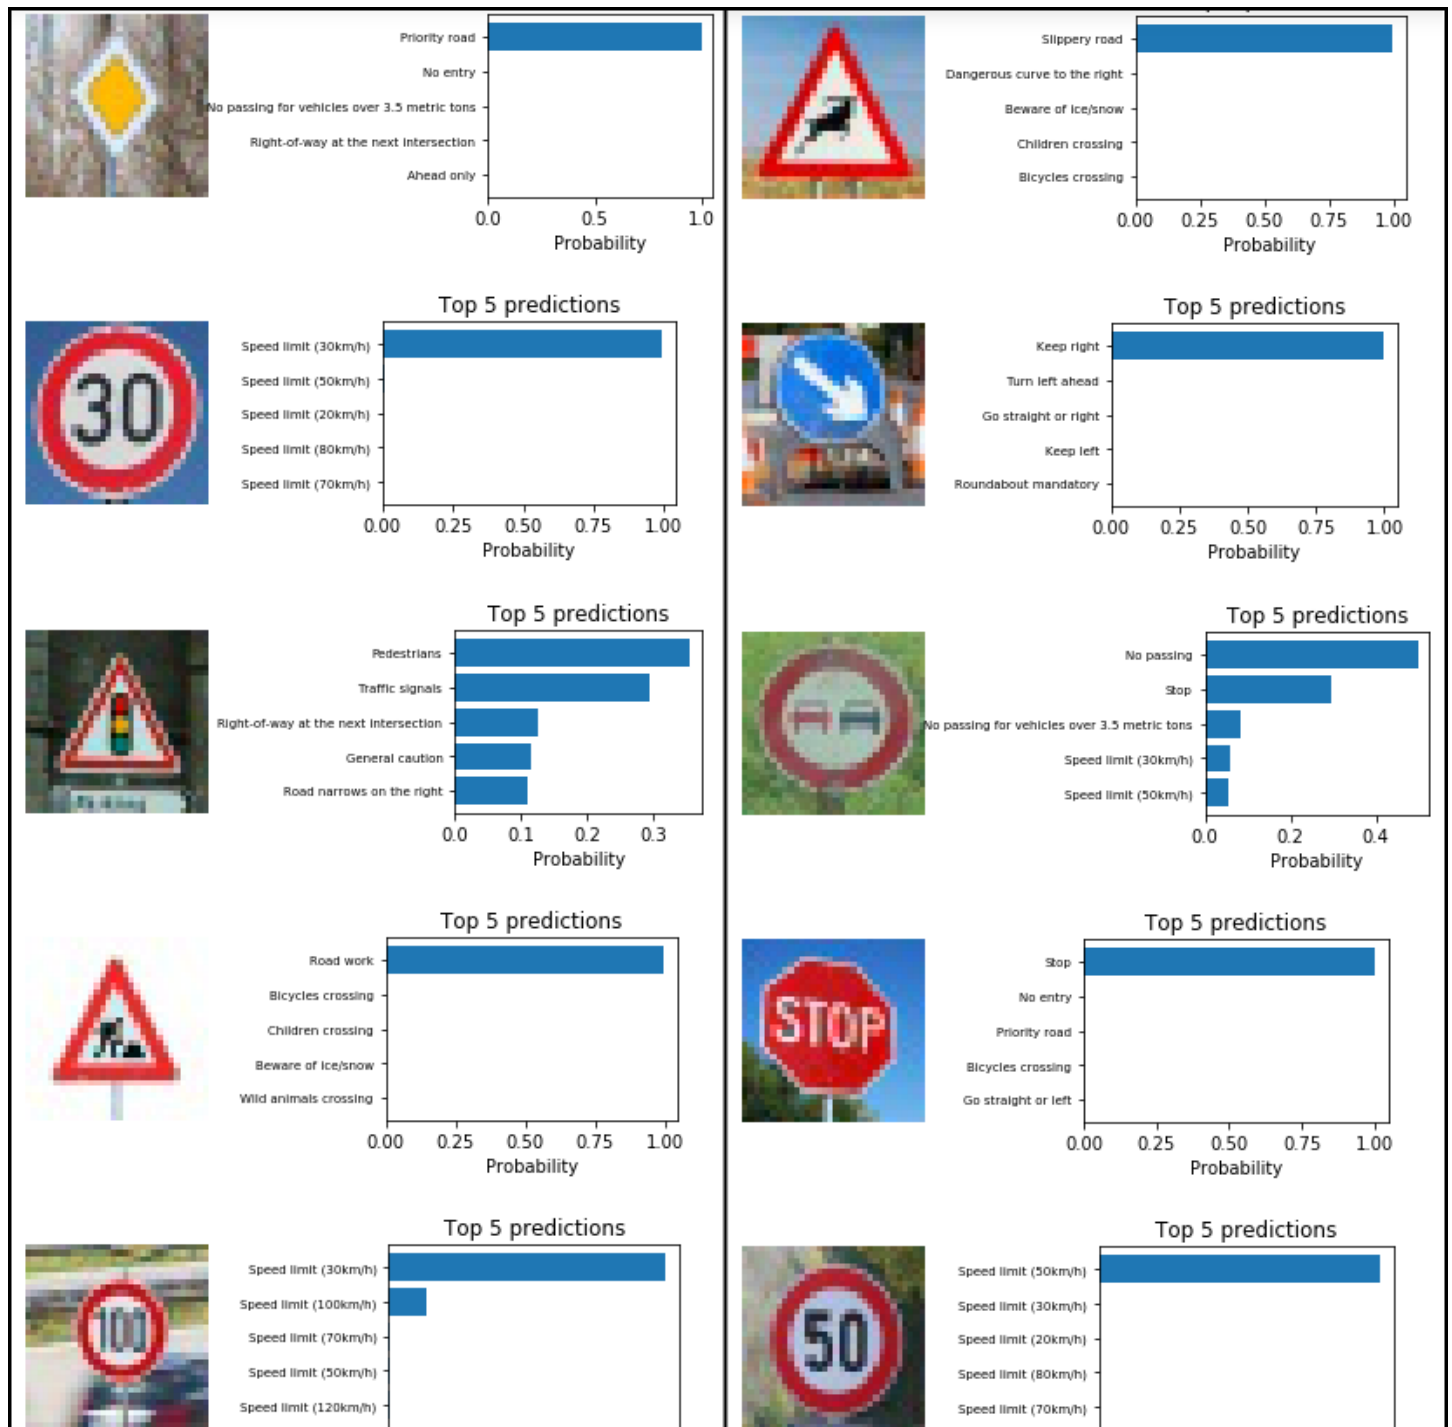 Priority road
No entry
No passing for vehicles over 3.5 metric tons
Right-of-way at the next intersection
Ahead only
0.0 0.5 1.0
Probability
Slippery road
Dangerous curve to the right
Beware of ice/snow
Children crossing
Bicycles crossing
0.00 0.25 0.50 0.75 1.00
Probability
30
Top 5 predictions
Speed limit (30km/h)
Speed limit (50km/h)
Speed limit (20km/h)
Speed limit (80km/h)
Speed limit (70km/h)
0.00 0.25 0.50 0.75 1.00
Probability
Top 5 predictions
Keep right
Turn left ahead
Go straight or right
Keep left
Roundabout mandatory
0.00 0.25 0.50 0.75 1.00
Probability
Top 5 predictions
Pedestrians
Traffic signals
Right-of-way at the next intersection
General caution
Road narrows on the right
0.0 0.1 0.2 0.3
Probability
Top 5 predictions
No passing
Stop
No passing for vehicles over 3.5 metric tons
Speed limit (30km/h)
Speed limit (50km/h)
0.0 0.2 0.4
Probability
Top 5 predictions
Road work
Bicycles crossing
Children crossing
Beware of ice/snow
Wild animals crossing
0.00 0.25 0.50 0.75 1.00
Probability
STOP
Top 5 predictions
Stop
No entry
Priority road
Bicycles crossing
Go straight or left
0.00 0.25 0.50 0.75 1.00
Probability
100
Top 5 predictions
Speed limit (30km/h)
Speed limit (100km/h)
Speed limit (70km/h)
Speed limit (50km/h)
Speed limit (120km/h)
50
Top 5 predictions
Speed limit (50km/h)
Speed limit (30km/h)
Speed limit (20km/h)
Speed limit (80km/h)
Speed limit (70km/h)